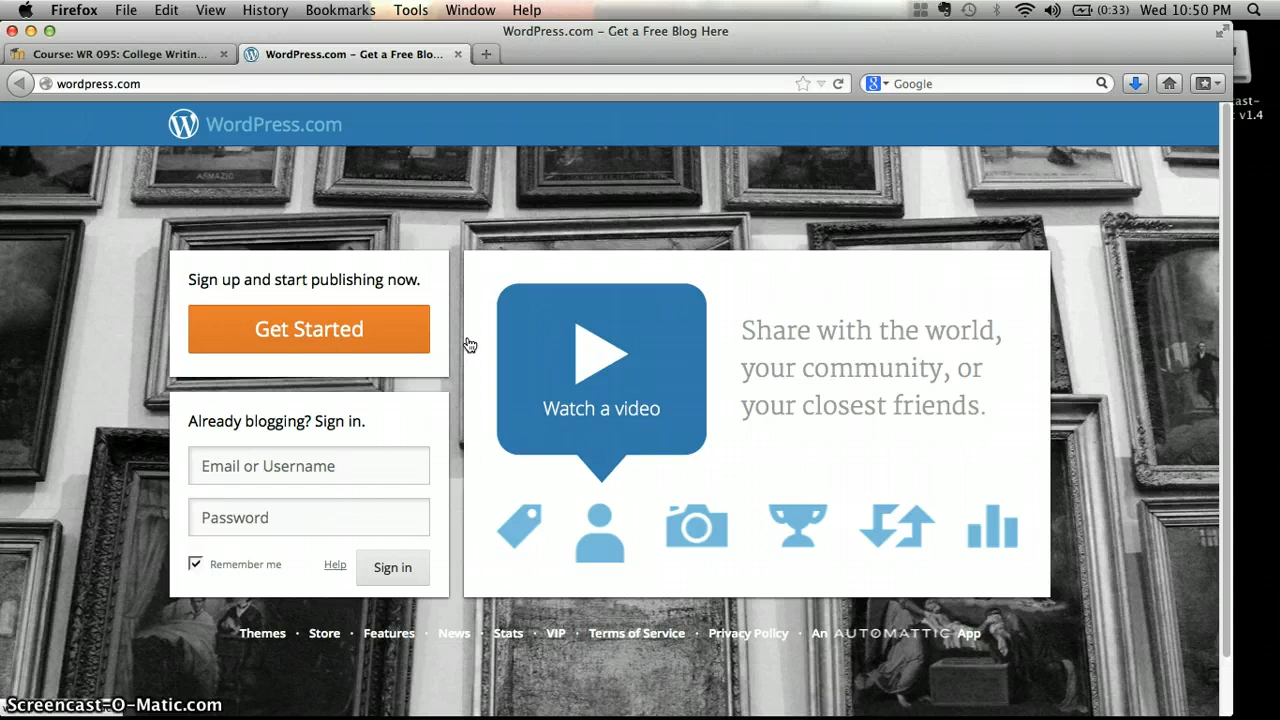 Firefox File Edit View History Bookmarks Tools Window Help (0:33) Wed 10:50 PM
WordPress.com – Get a Free Blog Here
Course: WR 095: College Writin... WordPress.com – Get a Free Blo...
wordpress.com Google
v1.4
WordPress.com
ARMAZIO
Sign up and start publishing now.
Get Started
Watch a video
Share with the world,
your community, or
your closest friends.
Already blogging? Sign in.
Email or Username
Password
Remember me Help Sign in
Themes · Store · Features · News · Stats · VIP · Terms of Service · Privacy Policy · An AUTOMATTIC App
Screencast-O-Matic.com